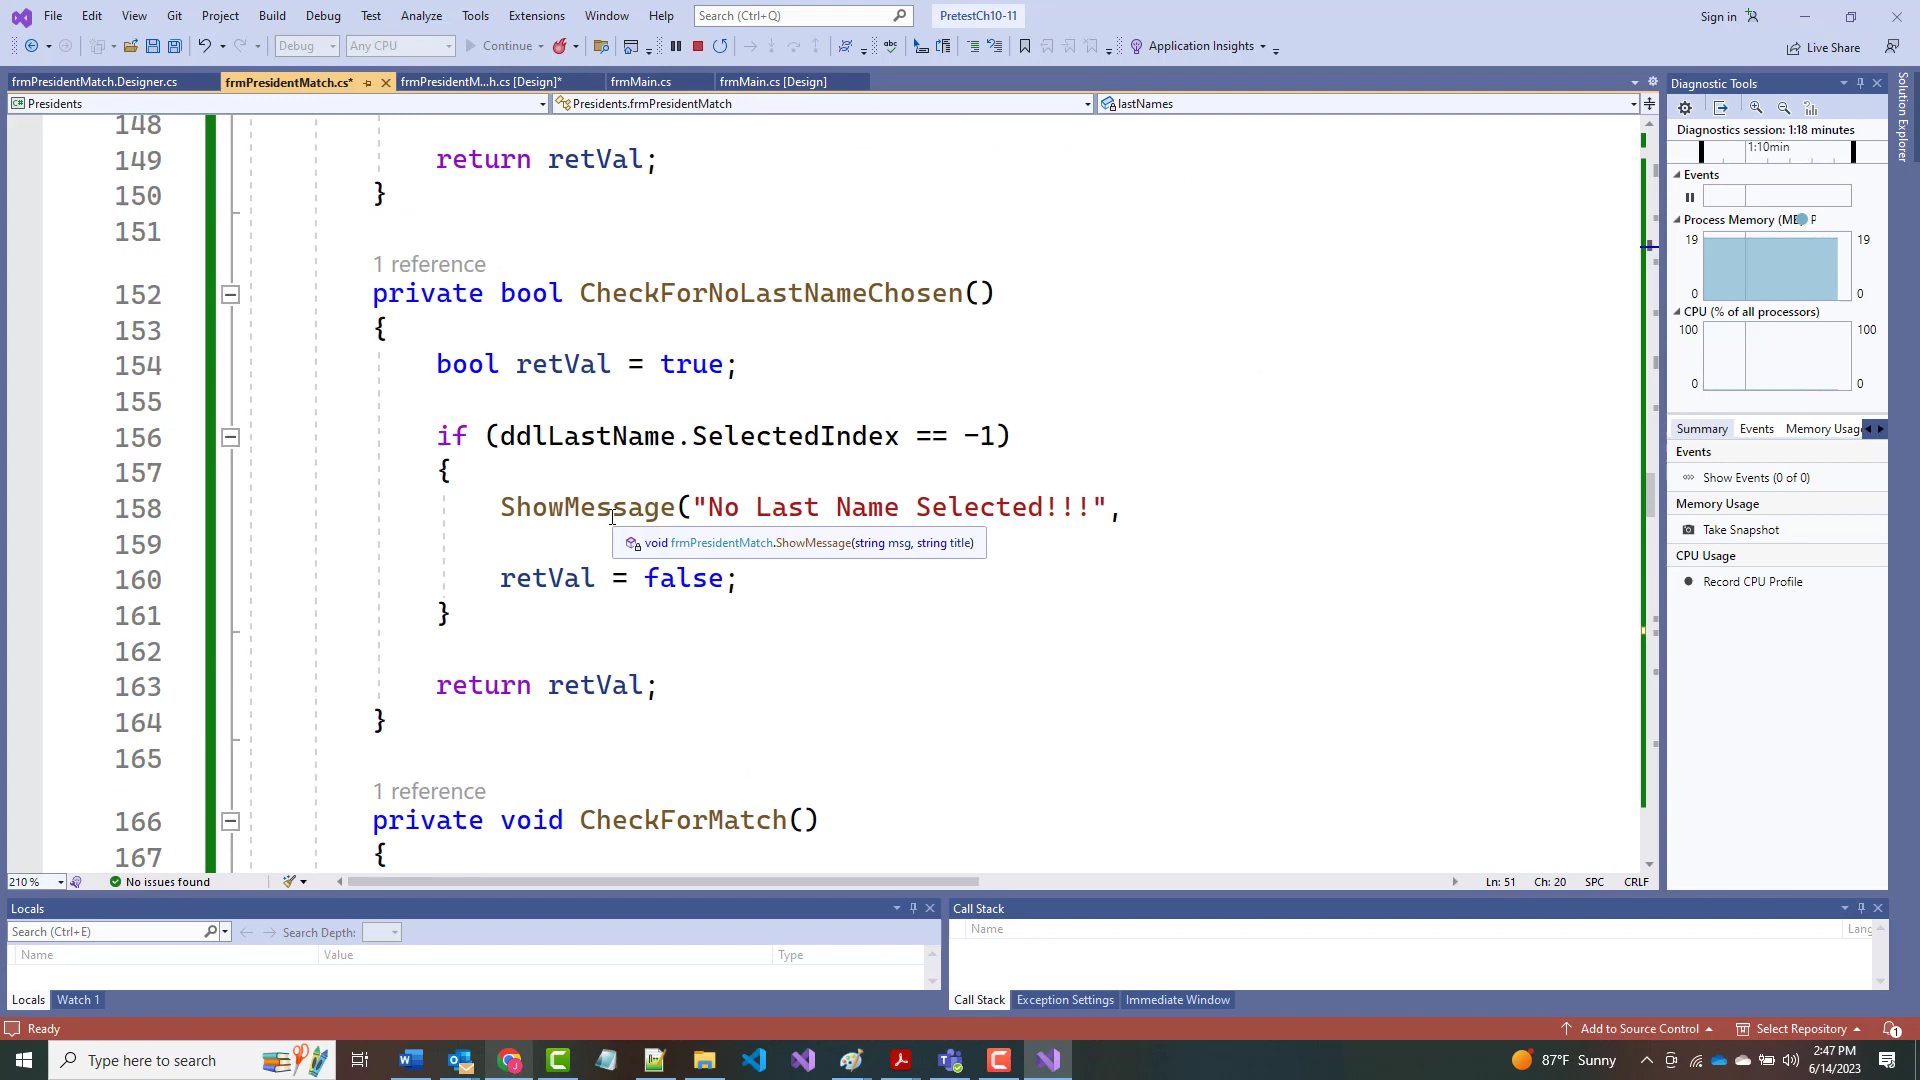 File Edit View Git Project Build Debug Test Analyze Tools Extensions Window Help Search (Ctrl+Q) PretestCh10-11 Sign in
Debug Any CPU Continue Application Insights Live Share
frmPresidentMatch.Designer.cs frmPresidentMatch.cs* frmPresidentM...h.cs [Design]* frmMain.cs frmMain.cs [Design]
Presidents Presidents.frmPresidentMatch lastNames
148
149 return retVal;
150 }
151
1 reference
152 private bool CheckForNoLastNameChosen()
153 {
154 bool retVal = true;
155
156 if (ddlLastName.SelectedIndex == -1)
157 {
158 ShowMessage("No Last Name Selected!!!",
159 void frmPresidentMatch.ShowMessage(string msg, string title)
160 retVal = false;
161 }
162
163 return retVal;
164 }
165
1 reference
166 private void CheckForMatch()
167 {
210 % No issues found Ln: 51 Ch: 20 SPC CRLF
Diagnostic Tools
Diagnostics session: 1:18 minutes
1:10min
Events
Process Memory (MB) P
19 19
0 0
CPU (% of all processors)
100 100
0 0
Summary Events Memory Usag
Events
Show Events (0 of 0)
Memory Usage
Take Snapshot
CPU Usage
Record CPU Profile
Solution Explorer
Locals
Search (Ctrl+E) Search Depth:
Name Value Type
Locals Watch 1
Call Stack
Name Lang
Call Stack Exception Settings Immediate Window
Ready Add to Source Control Select Repository 1
Type here to search 87°F Sunny 2:47 PM
6/14/2023